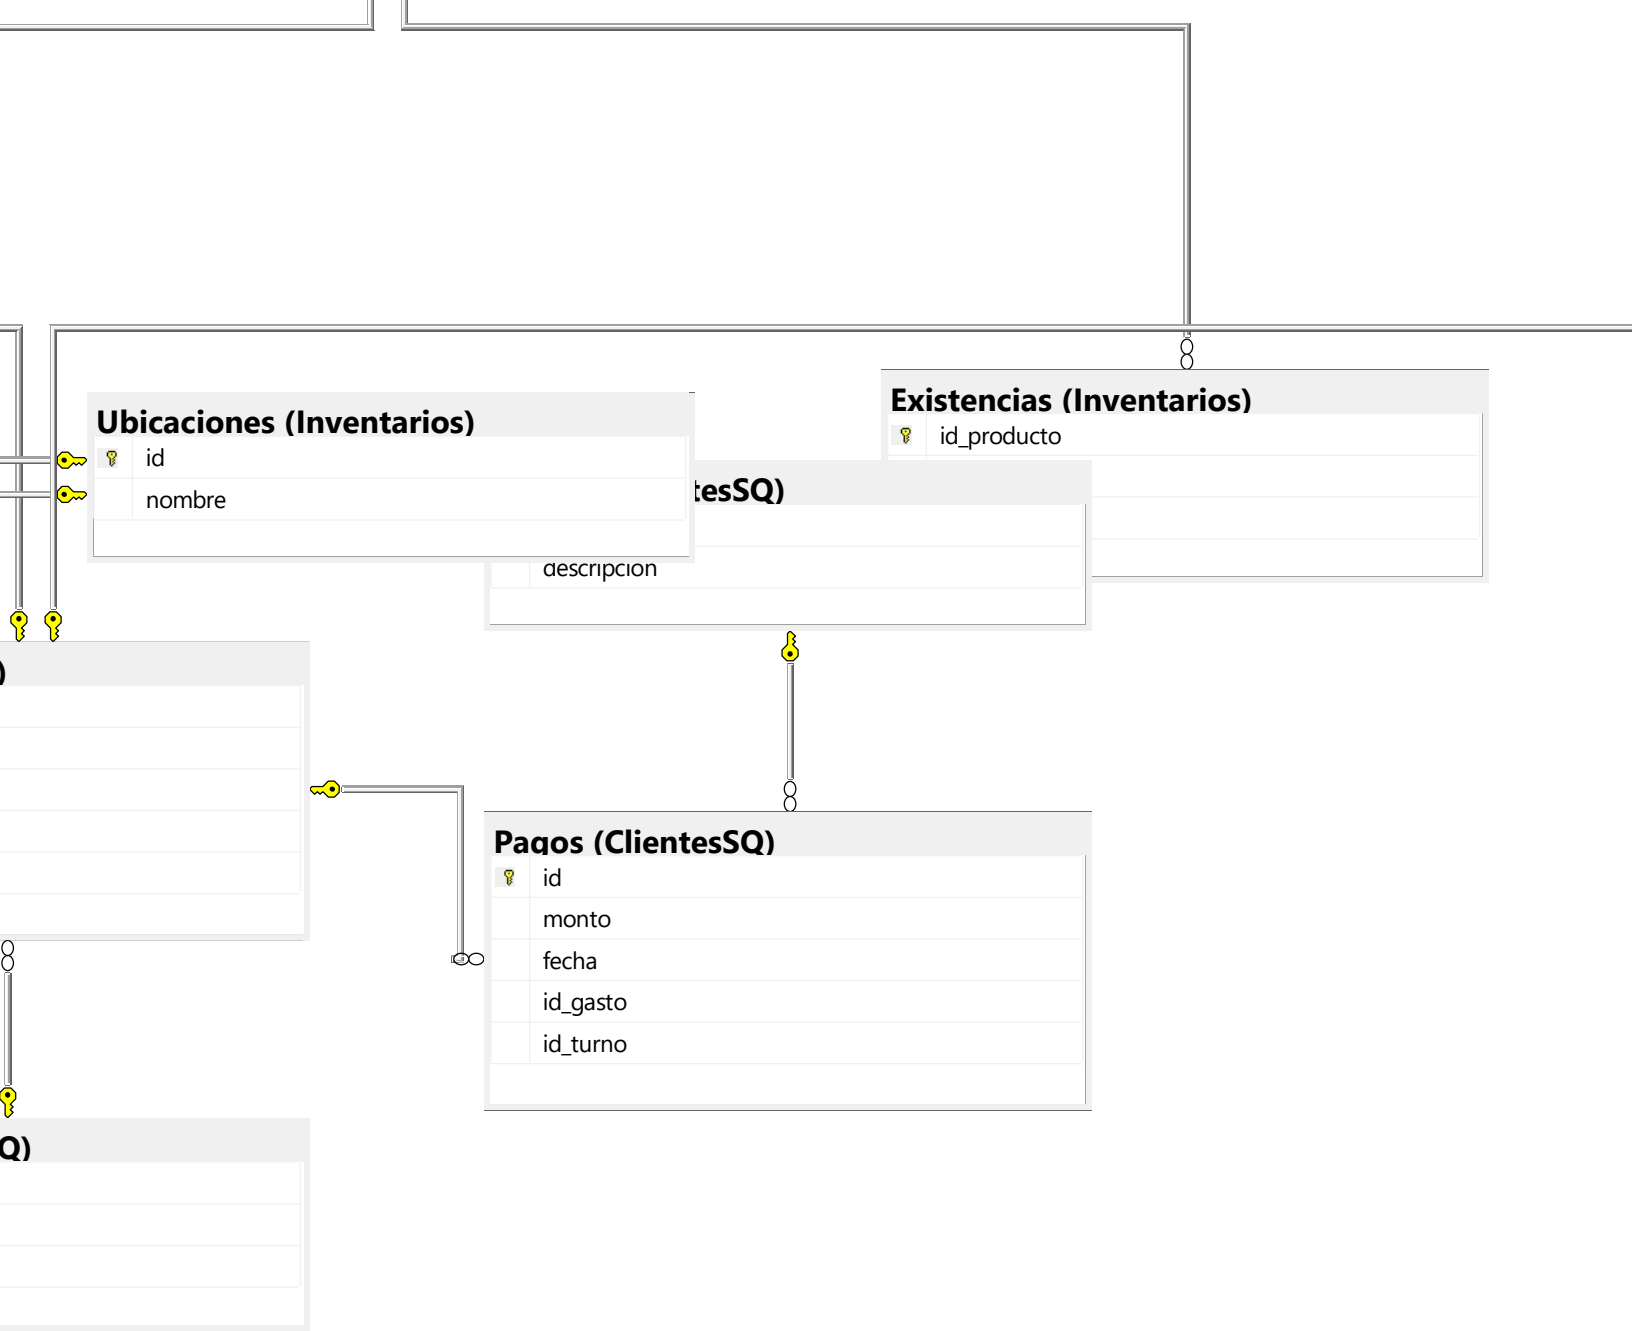 Ubicaciones (Inventarios)
id
nombre
Existencias (Inventarios)
id_producto
tesSQ)
descripcion
)
Pagos (ClientesSQ)
id
monto
fecha
id_gasto
id_turno
Q)